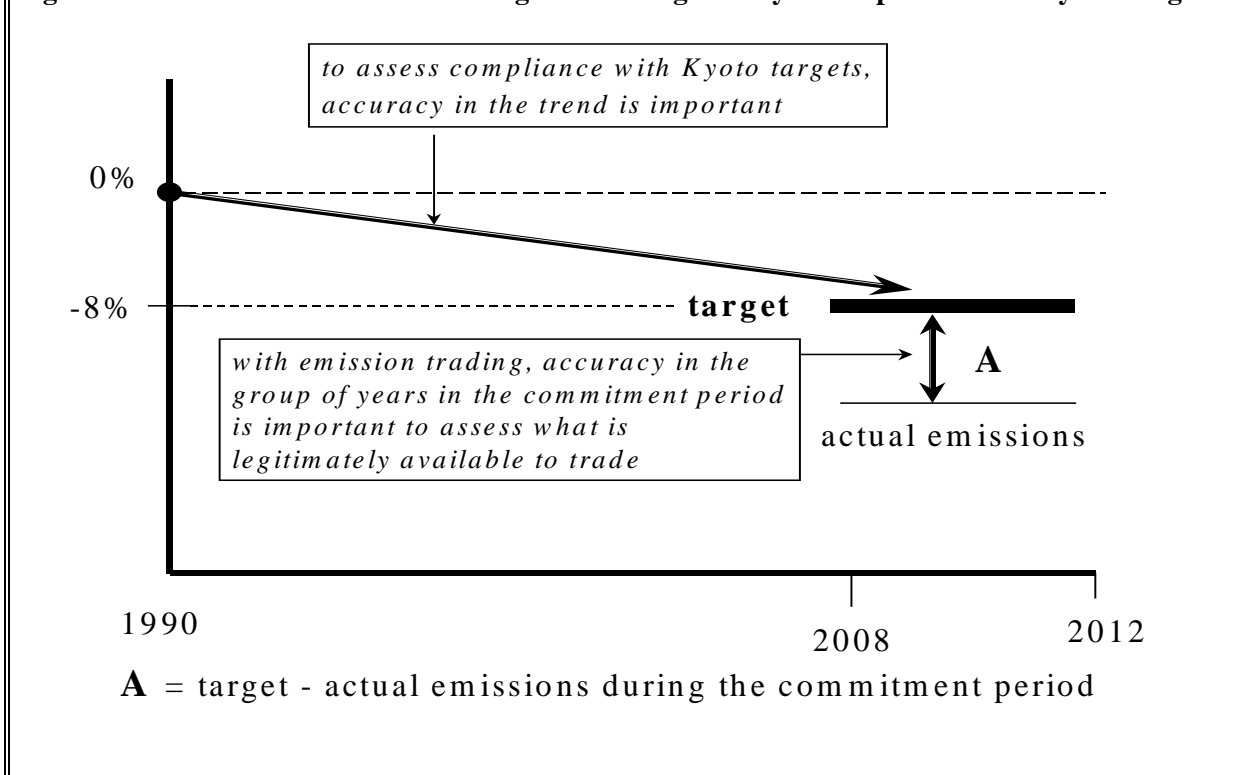 to assess compliance with Kyoto targets,
accuracy in the trend is important
0%
-8%
target
with emission trading, accuracy in the
group of years in the commitment period
is important to assess what is
legitimately available to trade
A
actual emissions
1990
2008
2012
A = target - actual emissions during the commitment period